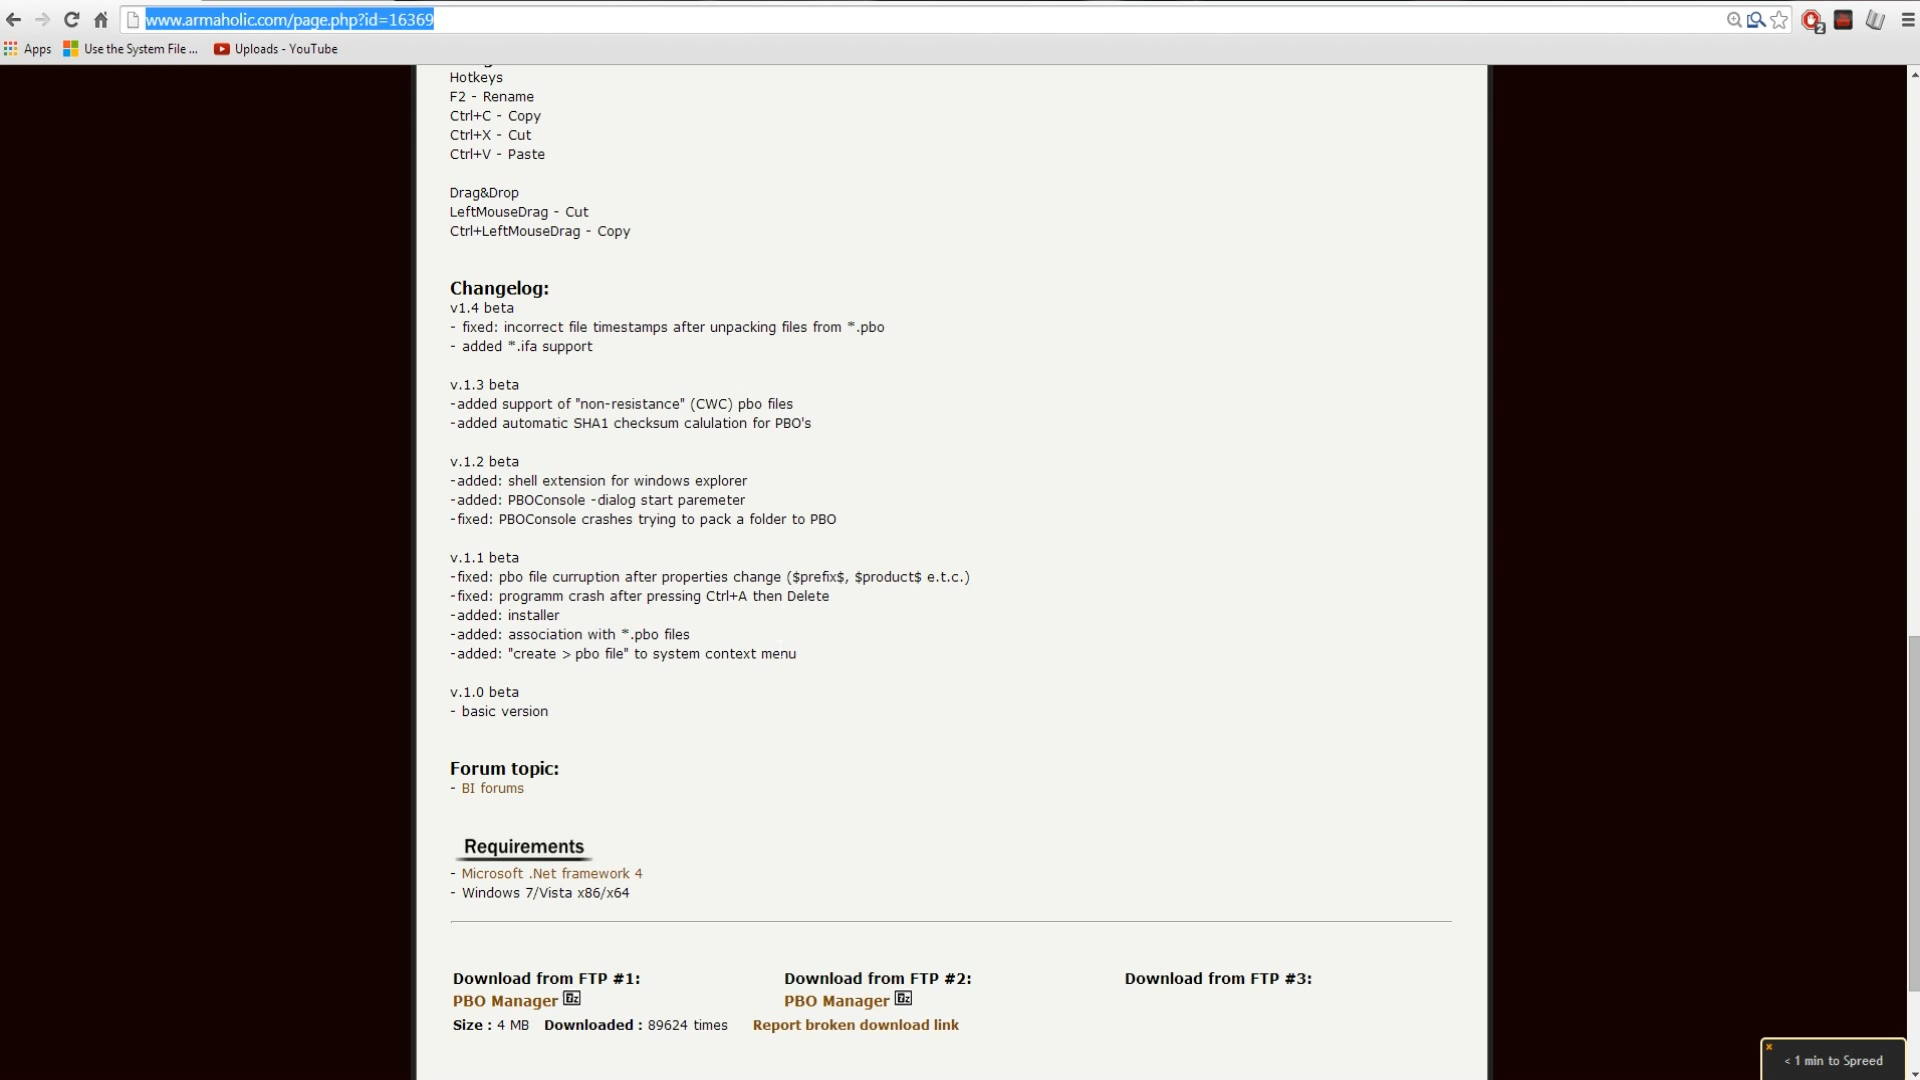 www.armaholic.com/page.php?id=16369
2
Apps
Use the System File ...
Uploads - YouTube
Hotkeys
F2 - Rename
Ctrl+C - Copy
Ctrl+X - Cut
Ctrl+V - Paste
Drag&Drop
LeftMouseDrag - Cut
Ctrl+LeftMouseDrag - Copy
Changelog:
v1.4 beta
- fixed: incorrect file timestamps after unpacking files from *.pbo
- added *.ifa support
v.1.3 beta
-added support of "non-resistance" (CWC) pbo files
-added automatic SHA1 checksum calulation for PBO's
v.1.2 beta
-added: shell extension for windows explorer
-added: PBOConsole -dialog start paremeter
-fixed: PBOConsole crashes trying to pack a folder to PBO
v.1.1 beta
-fixed: pbo file curruption after properties change ($prefix$, $product$ e.t.c.)
-fixed: programm crash after pressing Ctrl+A then Delete
-added: installer
-added: association with *.pbo files
-added: "create > pbo file" to system context menu
v.1.0 beta
- basic version
Forum topic:
- BI forums
Requirements
- Microsoft .Net framework 4
- Windows 7/Vista x86/x64
Download from FTP #1: Download from FTP #2: Download from FTP #3:
PBO Manager 7z PBO Manager 7z
Size : 4 MB Downloaded : 89624 times Report broken download link
< 1 min to Spreed